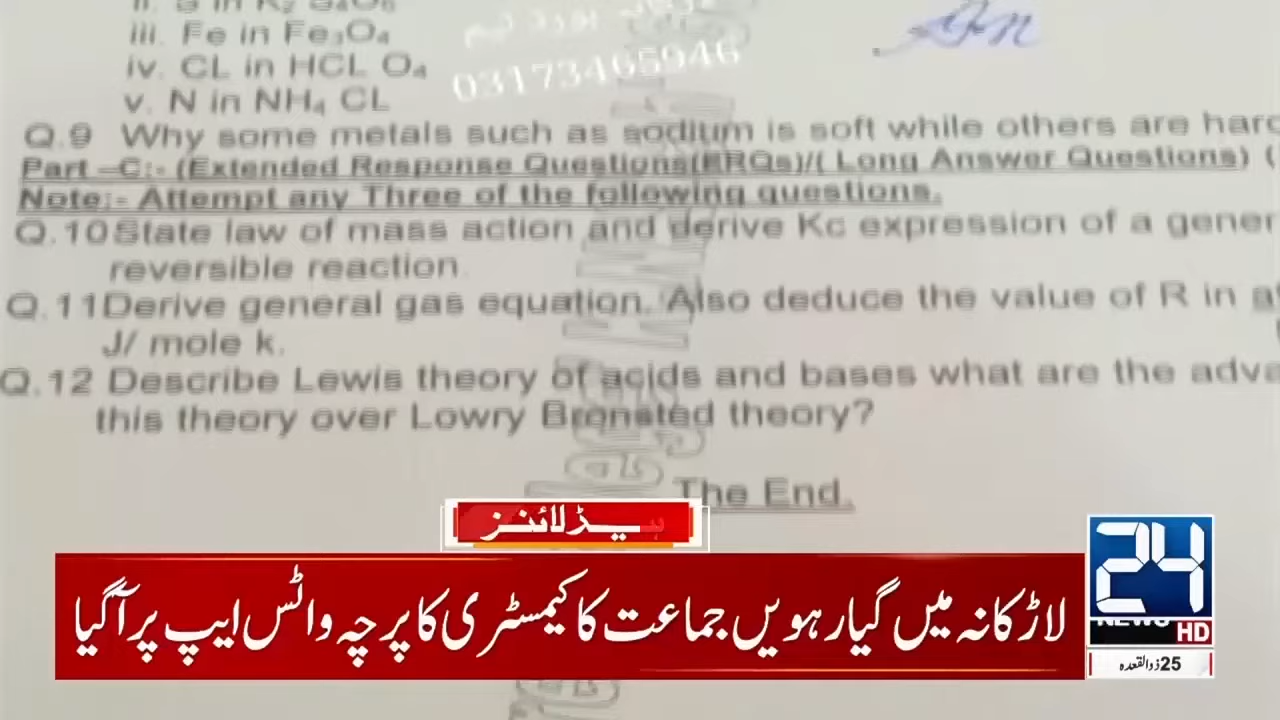 iii. Fe in Fe₃O₄
iv. CL in HCL O₄
03173465946
v. N in NH₄ CL
Q.9 Why some metals such as sodium is soft while others are hard
Part –C:- (Extended Response Questions(ERQs)/( Long Answer Questions) (
Note:- Attempt any Three of the following questions.
Q.10 State law of mass action and derive Kc expression of a gener
reversible reaction
Q.11 Derive general gas equation. Also deduce the value of R in
J/ mole k.
Q.12 Describe Lewis theory of acids and bases what are the adva
this theory over Lowry Bronsted theory?
The End.
ہیڈ لائنز
لاڑکانہ میں گیارہویں جماعت کا کیمسٹری کا پرچہ واٹس ایپ پر آگیا
24
NEWS HD
25 ذوالقعدہ